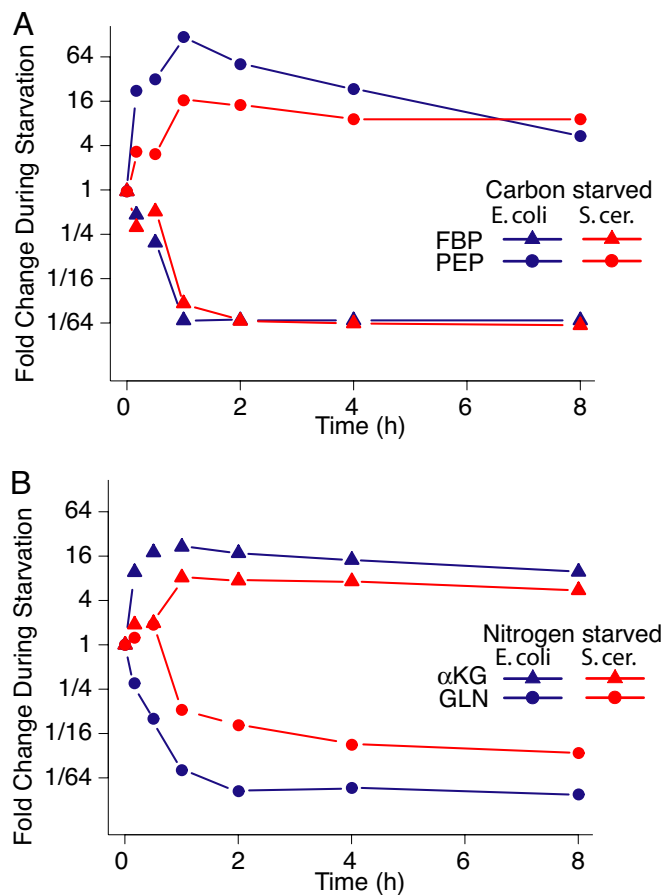 A
Fold Change During Starvation
64
16
4
1
1/4
1/16
1/64
Carbon starved
E. coli S. cer.
FBP
PEP
0 2 4 6 8
Time (h)
B
Fold Change During Starvation
64
16
4
1
1/4
1/16
1/64
Nitrogen starved
E. coli S. cer.
αKG
GLN
0 2 4 6 8
Time (h)